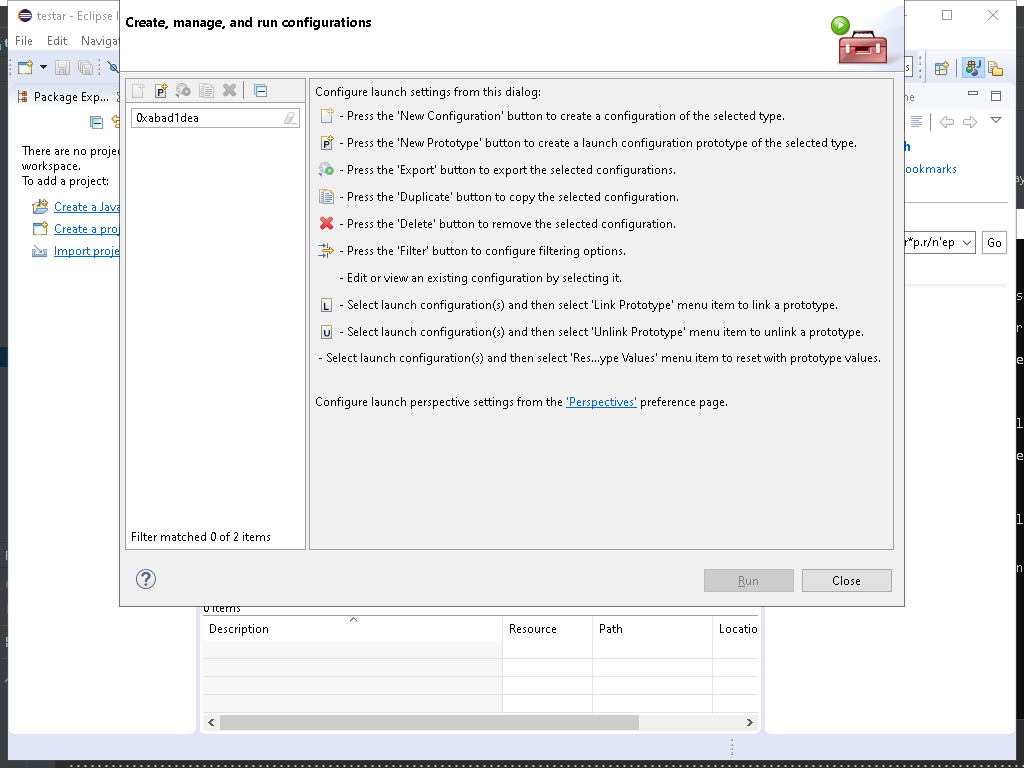 testar - Eclipse I
Create, manage, and run configurations
File Edit Navigat
Package Exp...
0xabad1dea
Configure launch settings from this dialog:
- Press the 'New Configuration' button to create a configuration of the selected type.
P - Press the 'New Prototype' button to create a launch configuration prototype of the selected type.
- Press the 'Export' button to export the selected configurations.
- Press the 'Duplicate' button to copy the selected configuration.
- Press the 'Delete' button to remove the selected configuration.
- Press the 'Filter' button to configure filtering options.
- Edit or view an existing configuration by selecting it.
L - Select launch configuration(s) and then select 'Link Prototype' menu item to link a prototype.
U - Select launch configuration(s) and then select 'Unlink Prototype' menu item to unlink a prototype.
- Select launch configuration(s) and then select 'Res...ype Values' menu item to reset with prototype values.
Configure launch perspective settings from the 'Perspectives' preference page.
There are no projec
workspace.
To add a project:
Create a Java
Create a proj
Import proje
ookmarks
r*p.r/n'ep
Go
Filter matched 0 of 2 items
?
Run Close
0 items
Description Resource Path Locatio